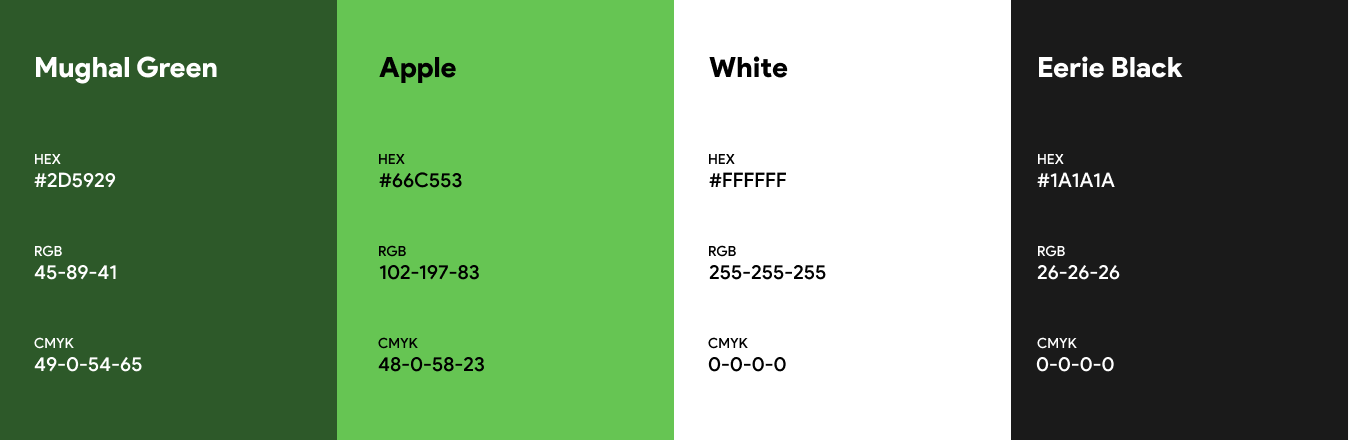 Mughal Green
HEX
#2D5929
RGB
45-89-41
CMYK
49-0-54-65
Apple
HEX
#66C553
RGB
102-197-83
CMYK
48-0-58-23
White
HEX
#FFFFFF
RGB
255-255-255
CMYK
0-0-0-0
Eerie Black
HEX
#1A1A1A
RGB
26-26-26
CMYK
0-0-0-0